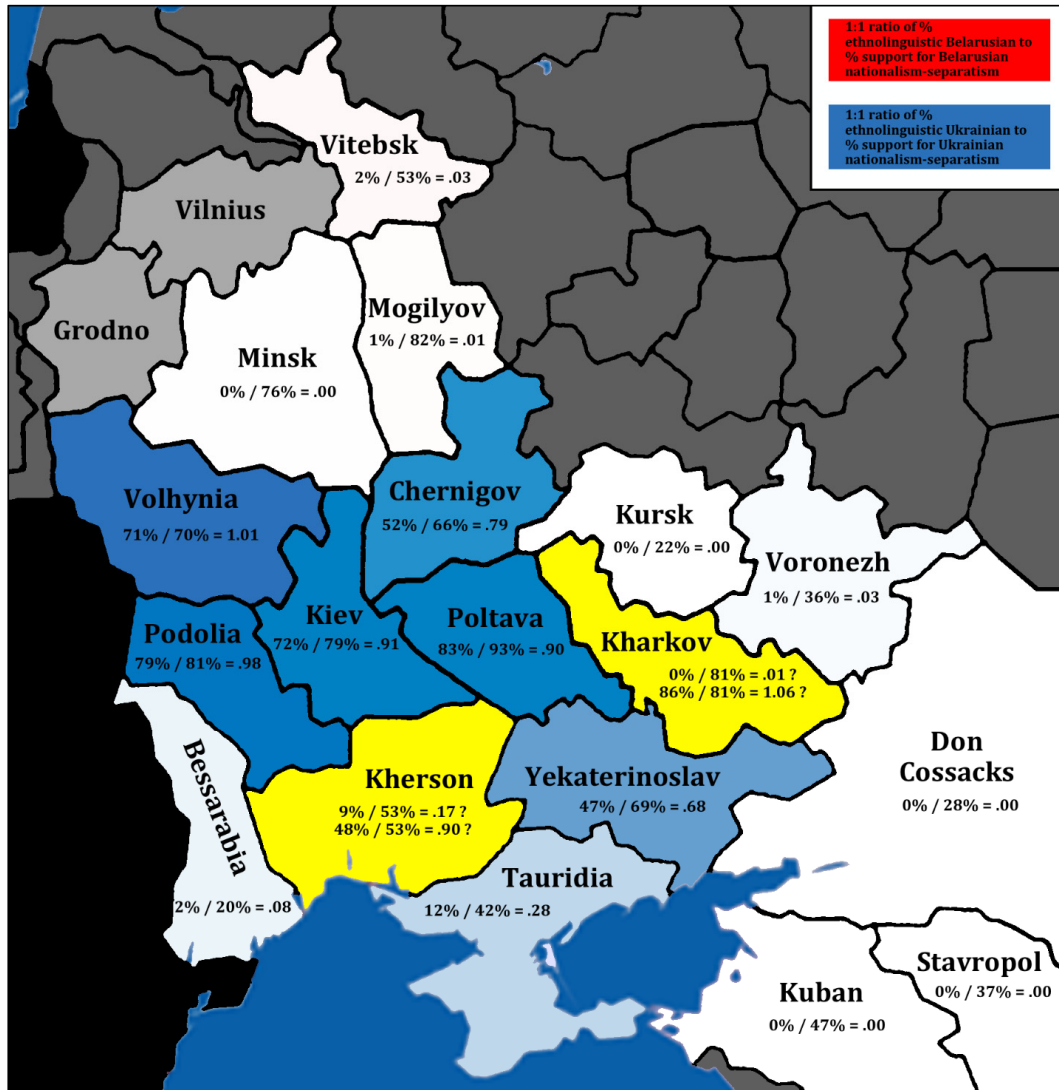 1:1 ratio of %
ethnolinguistic Belarusian to
% support for Belarusian
nationalism-separatism
1:1 ratio of %
ethnolinguistic Ukrainian to
% support for Ukrainian
nationalism-separatism
Vitebsk
2% / 53% = .03
Vilnius
Grodno
Minsk
0% / 76% = .00
Mogilyov
1% / 82% = .01
Volhynia
71% / 70% = 1.01
Chernigov
52% / 66% = .79
Kursk
0% / 22% = .00
Voronezh
1% / 36% = .03
Podolia
79% / 81% = .98
Kiev
72% / 79% = .91
Poltava
83% / 93% = .90
Kharkov
0% / 81% = .01 ?
86% / 81% = 1.06 ?
Bessarabia
2% / 20% = .08
Kherson
9% / 53% = .17 ?
48% / 53% = .90 ?
Yekaterinoslav
47% / 69% = .68
Don
Cossacks
0% / 28% = .00
Tauridia
12% / 42% = .28
Kuban
0% / 47% = .00
Stavropol
0% / 37% = .00